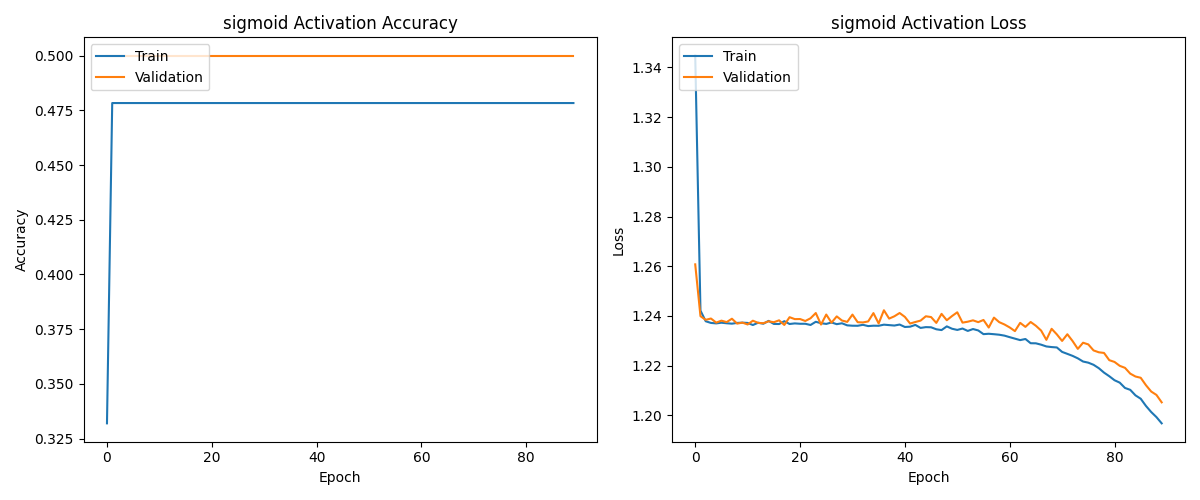 sigmoid Activation Accuracy
Train
Validation
0.500
0.475
0.450
0.425
0.400
0.375
0.350
0.325
Accuracy
0
20
40
60
80
Epoch
sigmoid Activation Loss
Train
Validation
1.34
1.32
1.30
1.28
1.26
1.24
1.22
1.20
Loss
0
20
40
60
80
Epoch